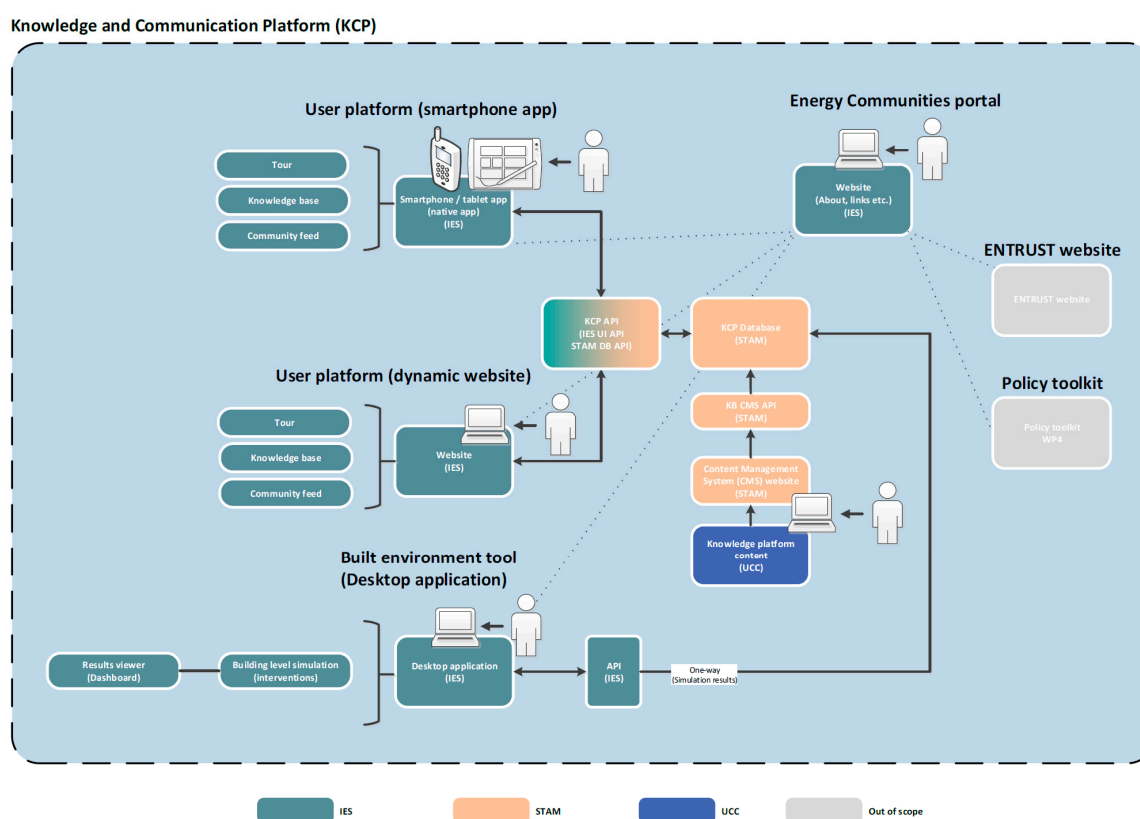 Knowledge and Communication Platform (KCP)
User platform (smartphone app)
Tour
Knowledge base
Community feed
Smartphone / tablet app
(native app)
(IES)
Energy Communities portal
Website
(About, links etc.)
(IES)
ENTRUST website
ENTRUST website
Policy toolkit
Policy toolkit
WP4
KCP API
(IES UI API
STAM DB API)
KCP Database
(STAM)
KB CMS API
(STAM)
Content Management
System (CMS) website
(STAM)
Knowledge platform
content
(UCC)
User platform (dynamic website)
Tour
Knowledge base
Community feed
Website
(IES)
Built environment tool
(Desktop application)
Results viewer
(Dashboard)
Building level simulation
(interventions)
Desktop application
(IES)
API
(IES)
One-way
(Simulation results)
IES
STAM
UCC
Out of scope